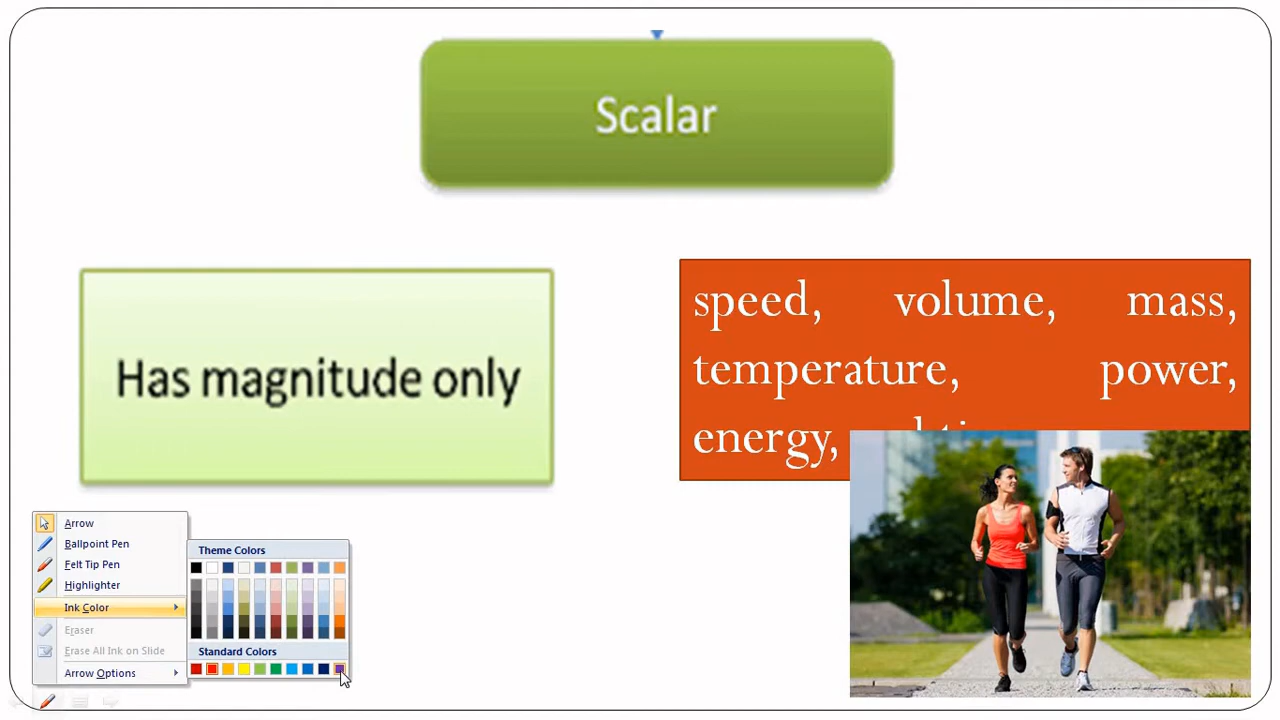 Scalar
Has magnitude only
speed, volume, mass,
temperature, power,
energy,
Arrow
Ballpoint Pen
Felt Tip Pen
Highlighter
Ink Color
Eraser
Erase All Ink on Slide
Arrow Options
Theme Colors
Standard Colors